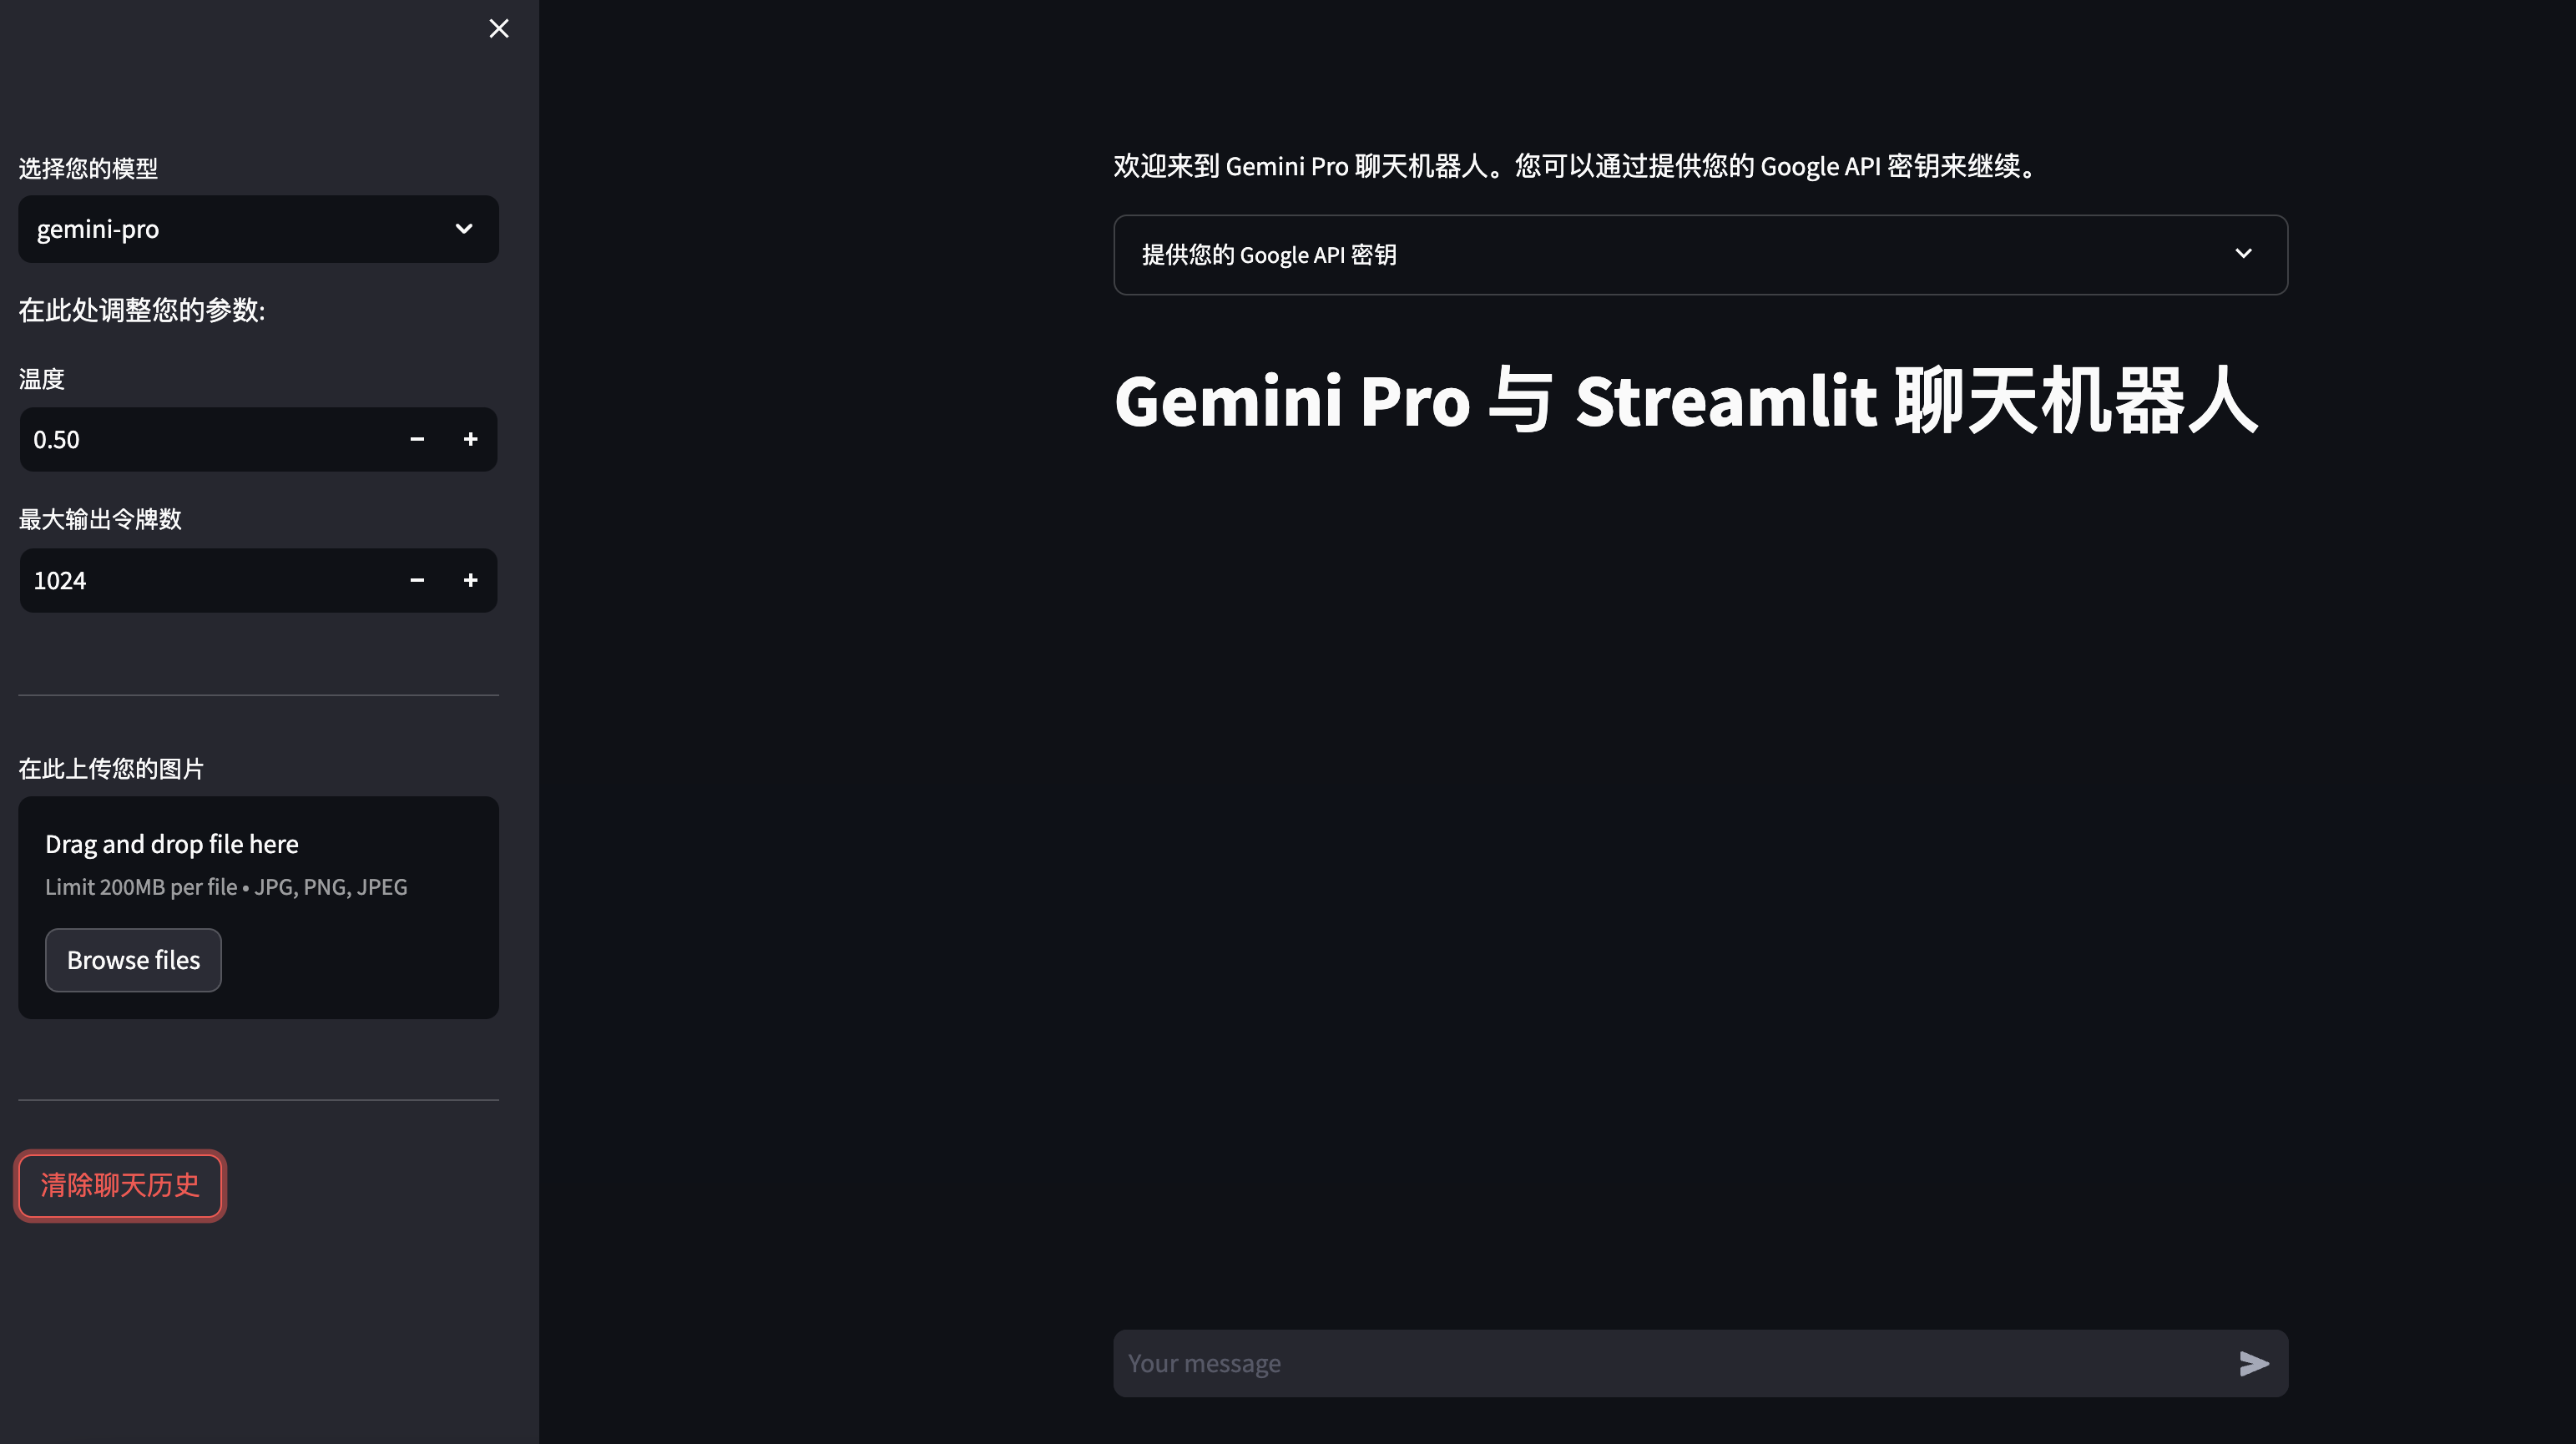 选择您的模型
gemini-pro
在此处调整您的参数:
温度
0.50
最大输出令牌数
1024
在此上传您的图片
Drag and drop file here
Limit 200MB per file • JPG, PNG, JPEG
Browse files
清除聊天历史
欢迎来到 Gemini Pro 聊天机器人。您可以通过提供您的 Google API 密钥来继续。
提供您的 Google API 密钥
Gemini Pro 与 Streamlit 聊天机器人
Your message